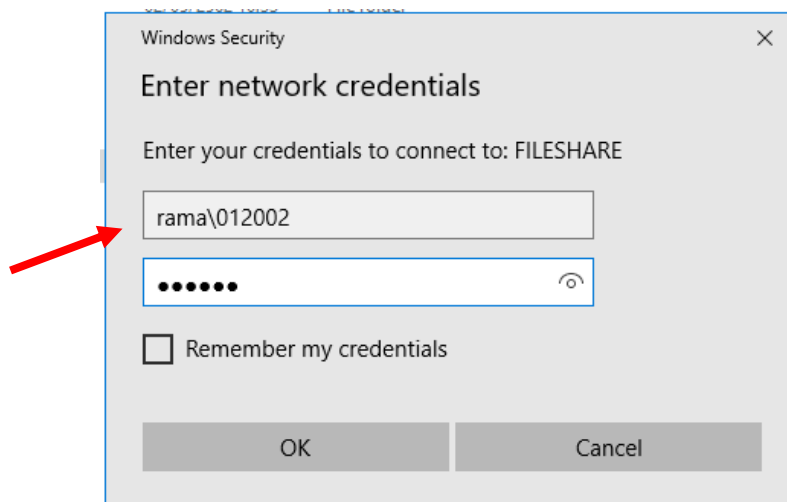 Windows Security
Enter network credentials
Enter your credentials to connect to: FILESHARE
rama\012002
••••••
Remember my credentials
OK Cancel